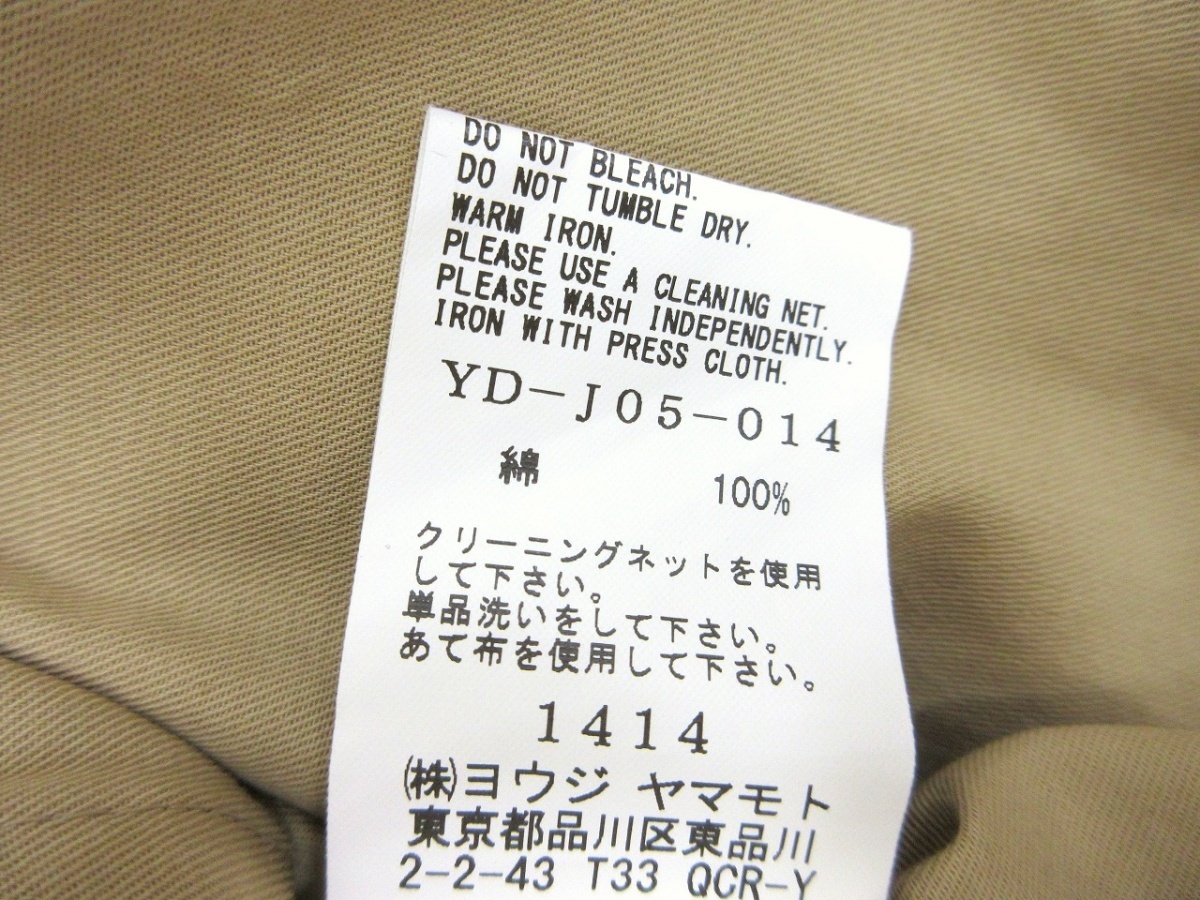 DO NOT BLEACH.
DO NOT TUMBLE DRY.
WARM IRON.
PLEASE USE A CLEANING NET.
PLEASE WASH INDEPENDENTLY.
IRON WITH PRESS CLOTH.
YD-J05-014
綿 100%
クリーニングネットを使用
して下さい。
単品洗いをして下さい。
あて布を使用して下さい。
1414
(株)ヨウジ ヤマモト
東京都品川区東品川
2-2-43 T33 QCR-Y